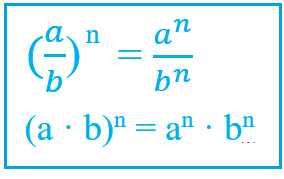 (a/b)ⁿ = aⁿ/bⁿ
(a · b)ⁿ = aⁿ · bⁿ